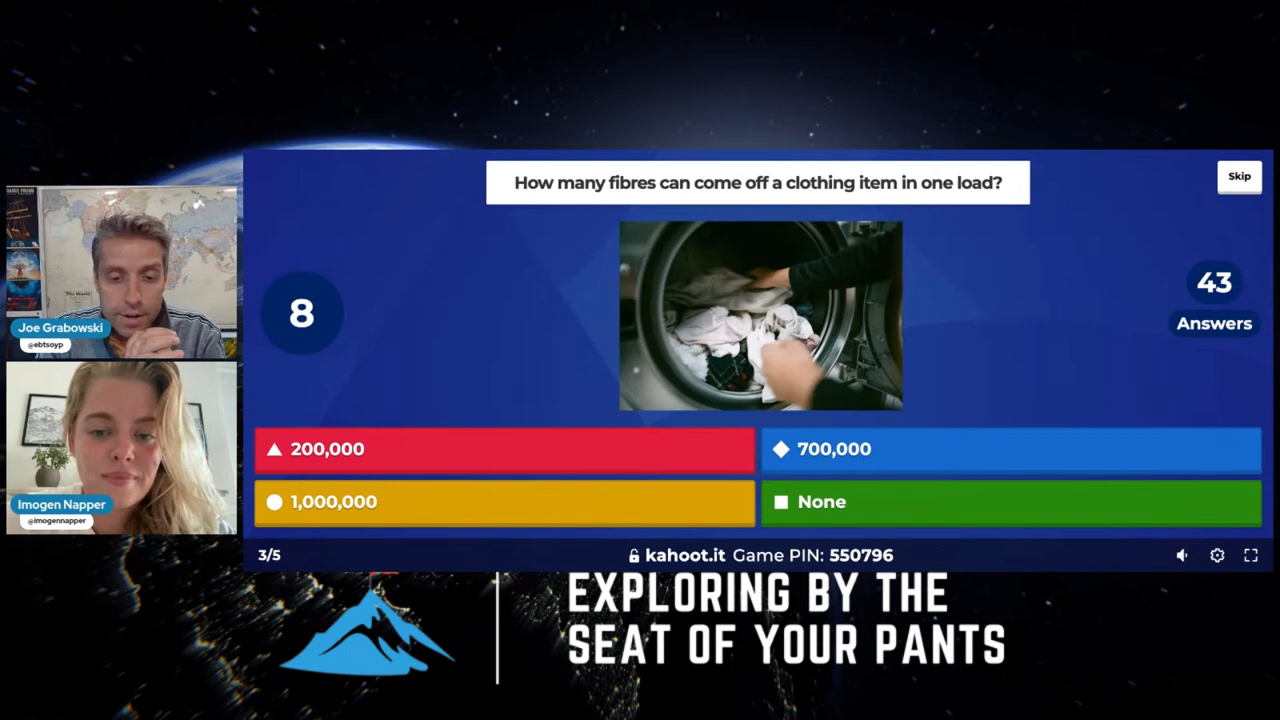 How many fibres can come off a clothing item in one load?
Skip
8
43
Answers
Joe Grabowski
@ebtsoyp
Imogen Napper
@imogennapper
200,000
700,000
1,000,000
None
3/5
kahoot.it Game PIN: 550796
EXPLORING BY THE
SEAT OF YOUR PANTS